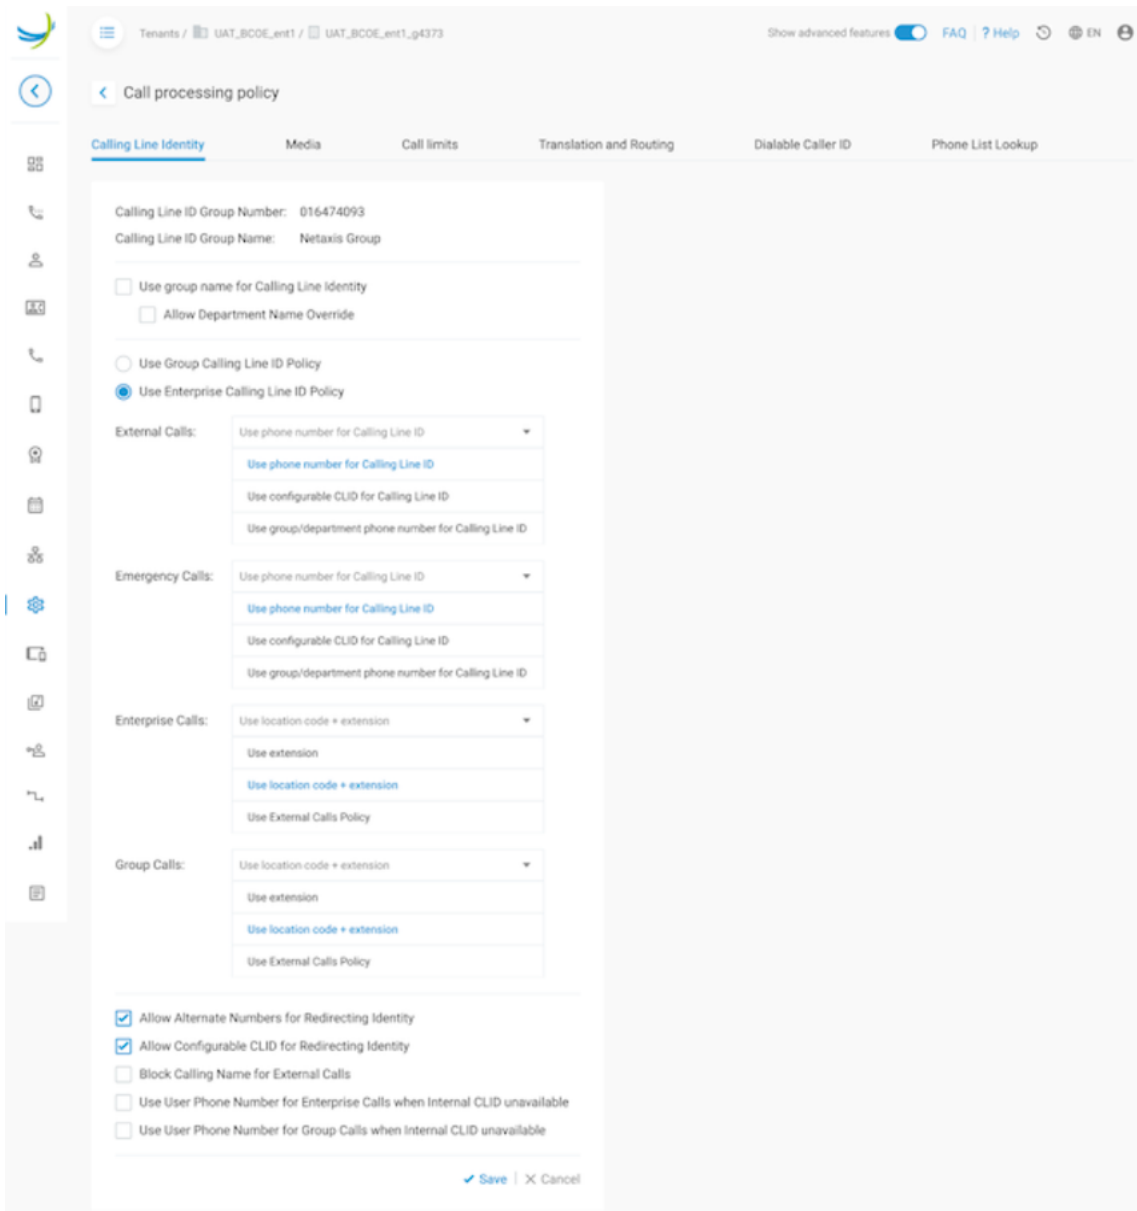 Tenants / UAT_BCOE_ent1 / UAT_BCOE_ent1_g4373
Show advanced features FAQ ? Help EN
Call processing policy
Calling Line Identity Media Call limits Translation and Routing Dialable Caller ID Phone List Lookup
Calling Line ID Group Number: 016474093
Calling Line ID Group Name: Netaxis Group
Use group name for Calling Line Identity
Allow Department Name Override
Use Group Calling Line ID Policy
Use Enterprise Calling Line ID Policy
External Calls: Use phone number for Calling Line ID
Use phone number for Calling Line ID
Use configurable CLID for Calling Line ID
Use group/department phone number for Calling Line ID
Emergency Calls: Use phone number for Calling Line ID
Use phone number for Calling Line ID
Use configurable CLID for Calling Line ID
Use group/department phone number for Calling Line ID
Enterprise Calls: Use location code + extension
Use extension
Use location code + extension
Use External Calls Policy
Group Calls: Use location code + extension
Use extension
Use location code + extension
Use External Calls Policy
Allow Alternate Numbers for Redirecting Identity
Allow Configurable CLID for Redirecting Identity
Block Calling Name for External Calls
Use User Phone Number for Enterprise Calls when Internal CLID unavailable
Use User Phone Number for Group Calls when Internal CLID unavailable
Save Cancel